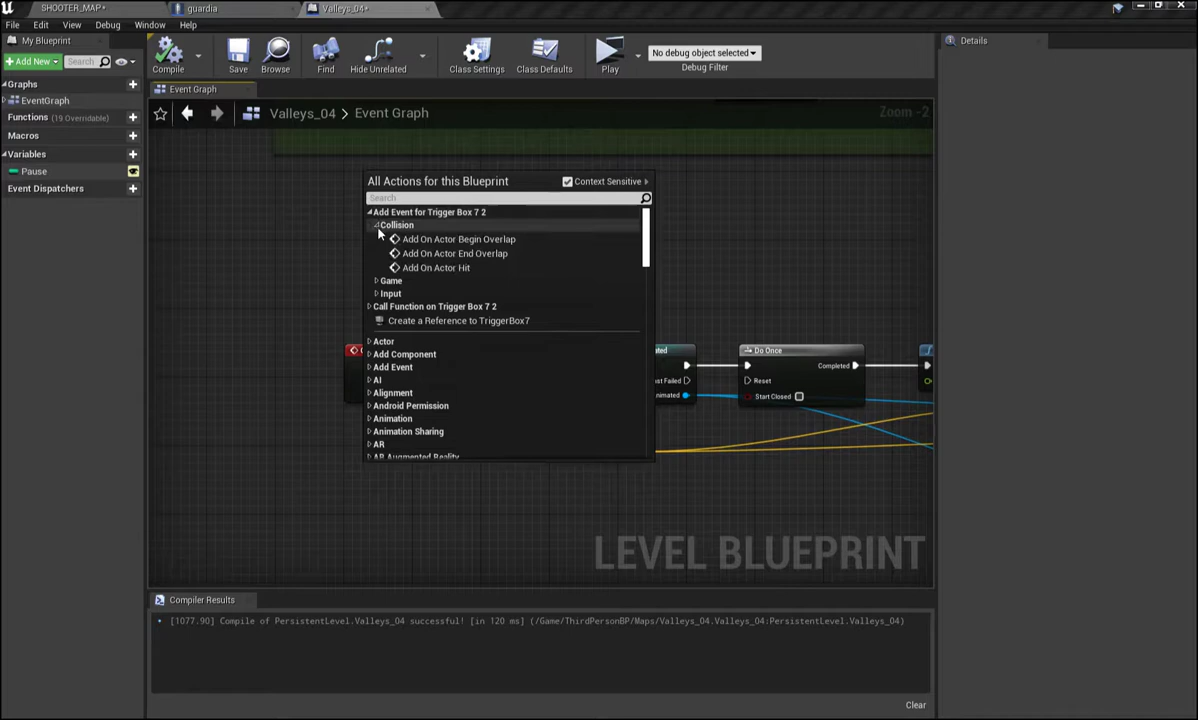 SHOOTER_MAP*
guardia
Valleys_04*
File Edit View Debug Window Help
My Blueprint
Details
+Add New
Search
Compile
Save
Browse
Find
Hide Unrelated
Class Settings
Class Defaults
Play
No debug object selected
Debug Filter
Graphs
EventGraph
Functions (19 Overridable)
Macros
Variables
Pause
Event Dispatchers
Event Graph
Valleys_04 > Event Graph
Zoom -2
All Actions for this Blueprint
Context Sensitive
Search
Add Event for Trigger Box 7 2
Collision
Add On Actor Begin Overlap
Add On Actor End Overlap
Add On Actor Hit
Game
Input
Call Function on Trigger Box 7 2
Create a Reference to TriggerBox7
Actor
Add Component
Add Event
AI
Alignment
Android Permission
Animation
Animation Sharing
AR
AR Augmented Reality
Do Once
Completed
Reset
Start Closed
LEVEL BLUEPRINT
Compiler Results
[1077.90] Compile of PersistentLevel.Valleys_04 successful! [in 120 ms] (/Game/ThirdPersonBP/Maps/Valleys_04.Valleys_04:PersistentLevel.Valleys_04)
Clear